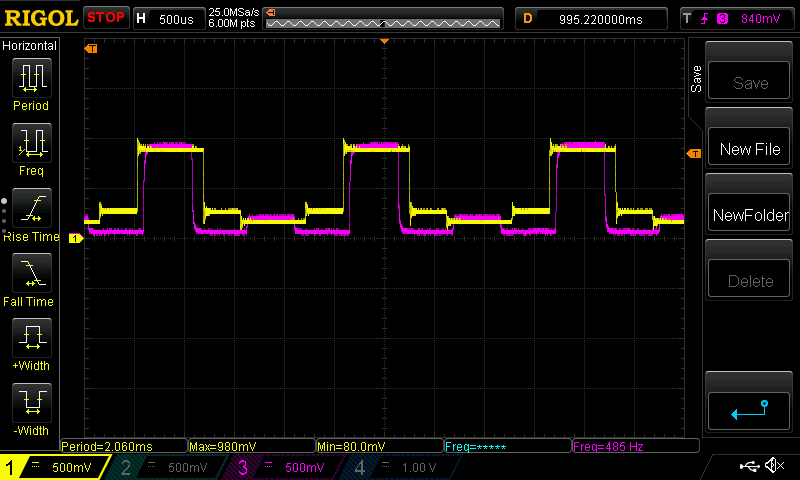 RIGOL STOP H 500us 25.0MSa/s D 995.220000ms T 3 840mV
6.00M pts
Horizontal
Period
Freq
Rise Time
Fall Time
+Width
-Width
T
T
1
Save
Save
New File
NewFolder
Delete
Period=2.060ms Max=980mV Min=80.0mV Freq=***** Freq=485 Hz
1 500mV 2 500mV 3 500mV 4 1.00 V